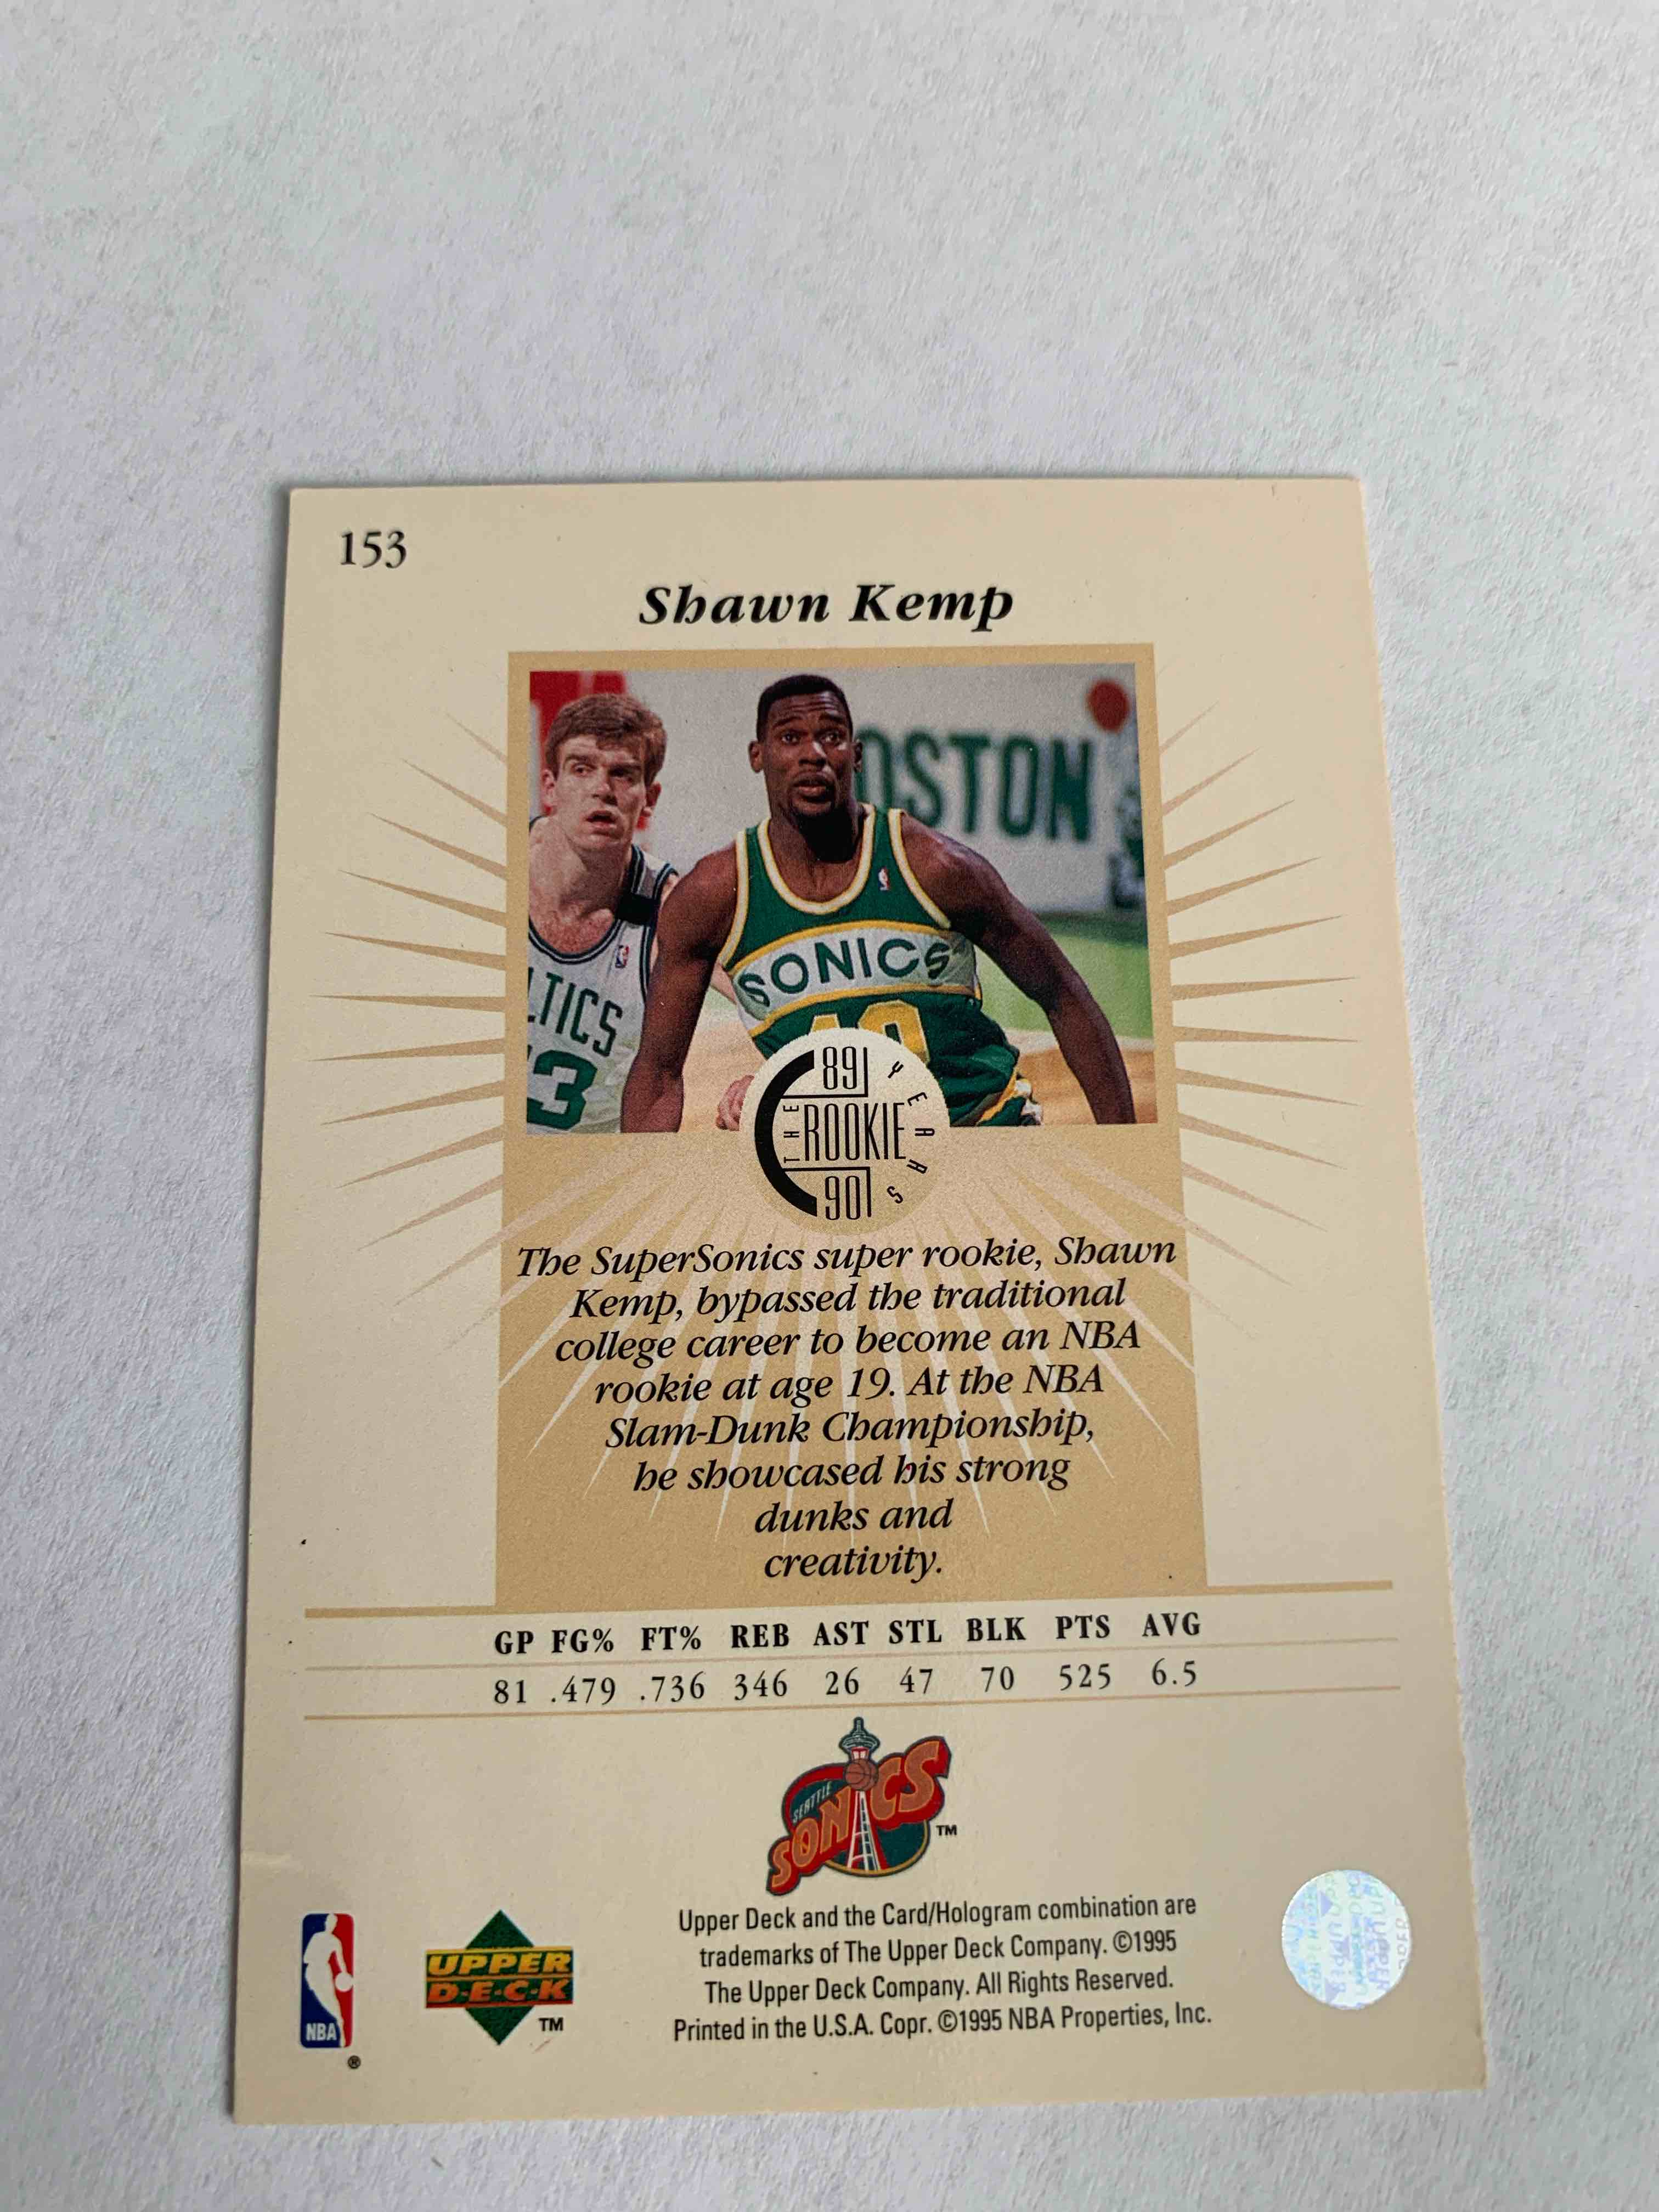 153
Shawn Kemp
OSTON
SONICS
LTICS
3
89
THE ROOKIE YEARS
90
The SuperSonics super rookie, Shawn
Kemp, bypassed the traditional
college career to become an NBA
rookie at age 19. At the NBA
Slam-Dunk Championship,
he showcased his strong
dunks and
creativity.
GP FG% FT% REB AST STL BLK PTS AVG
81 .479 .736 346 26 47 70 525 6.5
SEATTLE
SONICS
TM
Upper Deck and the Card/Hologram combination are
trademarks of The Upper Deck Company. ©1995
The Upper Deck Company. All Rights Reserved.
Printed in the U.S.A. Copr. ©1995 NBA Properties, Inc.
NBA
®
UPPER
D·E·C·K
TM